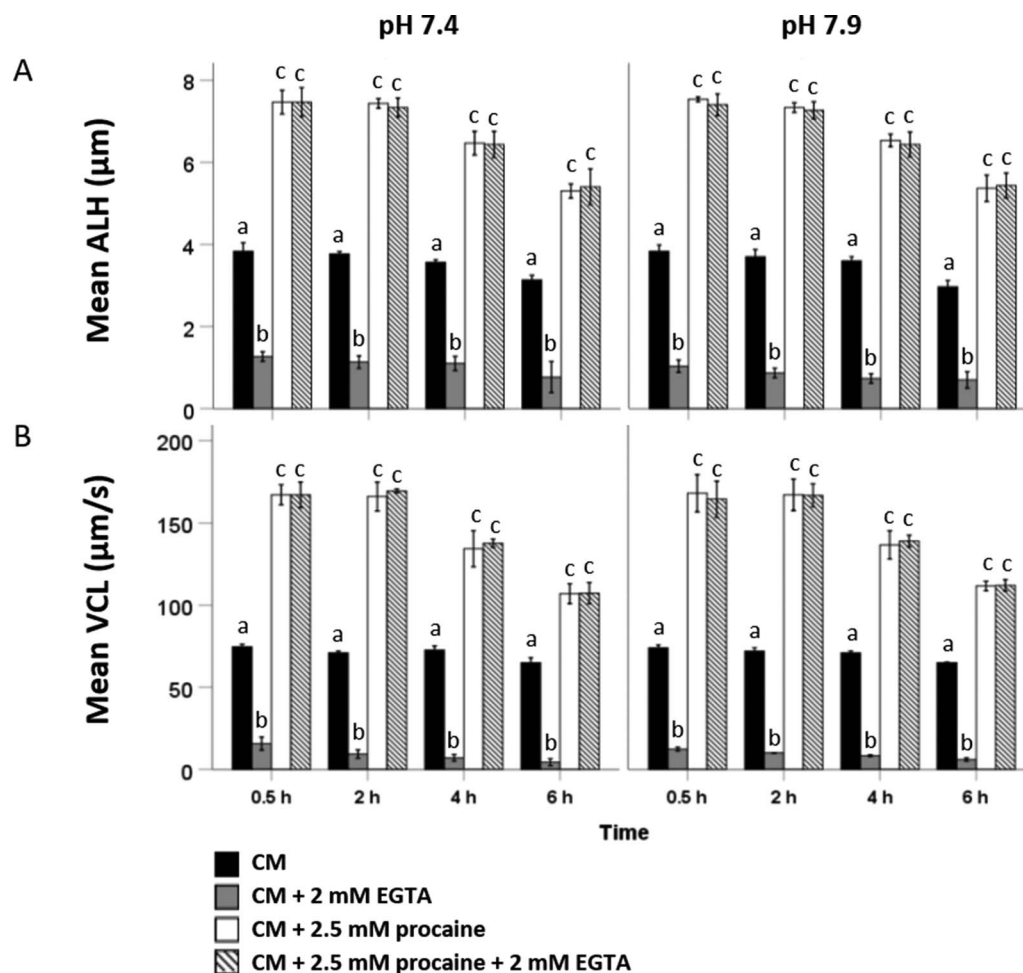 pH 7.4 pH 7.9
A
Mean ALH (µm)
8
6
4
2
0
c c c c c c c c c c c c c c c c
a a a a a a a a
b b b b b b b b
B
Mean VCL (µm/s)
200
150
100
50
0
c c c c c c c c c c c c c c c c
a a a a a a a a
b b b b b b b b
0.5 h 2 h 4 h 6 h 0.5 h 2 h 4 h 6 h
Time
CM
CM + 2 mM EGTA
CM + 2.5 mM procaine
CM + 2.5 mM procaine + 2 mM EGTA